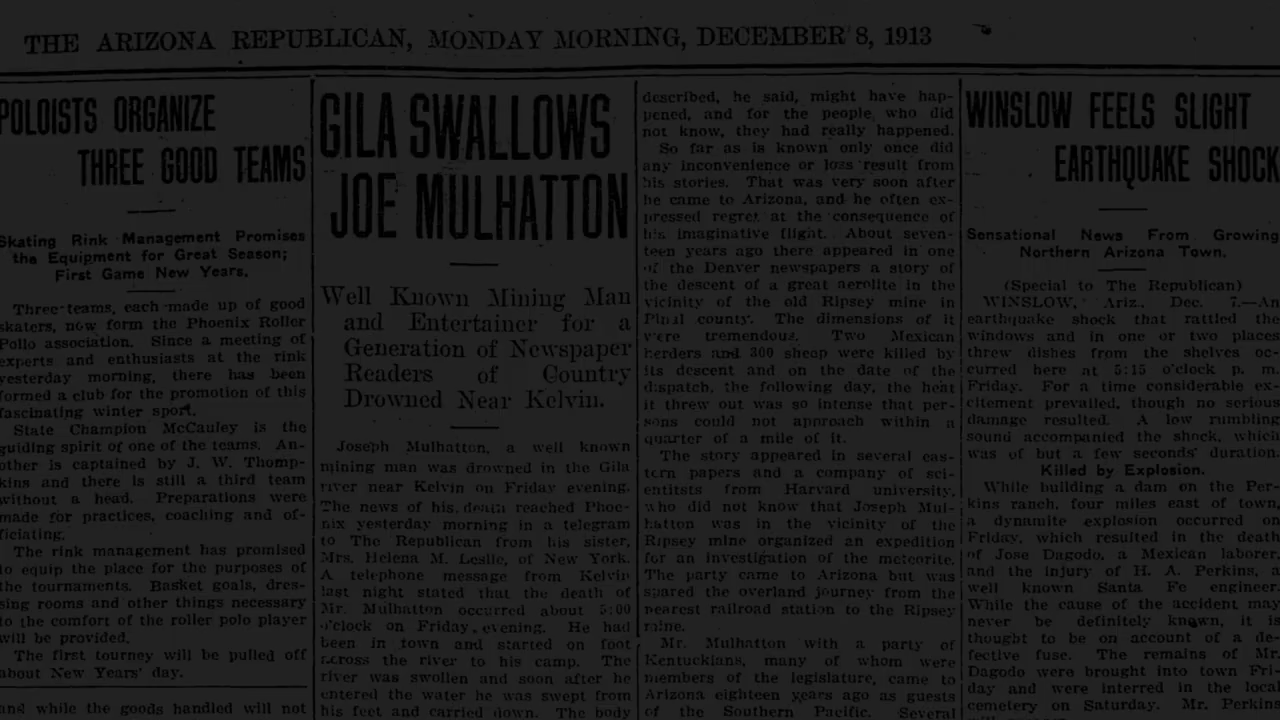 THE ARIZONA REPUBLICAN, MONDAY MORNING, DECEMBER 8, 1913
POLOISTS ORGANIZE
THREE GOOD TEAMS
Skating Rink Management Promises
the Equipment for Great Season;
First Game New Years.
Three teams, each made up of good
skaters, now form the Phoenix Roller
Pollo association. Since a meeting of
experts and enthusiasts at the rink
yesterday morning, there has been
formed a club for the promotion of this
fascinating winter sport.
State Champion McCauley is the
guiding spirit of one of the teams. An-
other is captained by J. W. Thomp-
kins and there is still a third team
without a head. Preparations were
made for practices, coaching and of-
ficiating.
The rink management has promised
to equip the place for the purposes of
the tournaments. Basket goals, dres-
sing rooms and other things necessary
to the comfort of the roller polo player
will be provided.
The first tourney will be pulled off
about New Years' day.
and while the goods handled will not
GILA SWALLOWS
JOE MULHATTON
Well Known Mining Man
and Entertainer for a
Generation of Newspaper
Readers of Country
Drowned Near Kelvin.
Joseph Mulhatton, a well known
mining man was drowned in the Gila
river near Kelvin on Friday evening.
The news of his death reached Phoe-
nix yesterday morning in a telegram
to The Republican from his sister,
Mrs. Helena M. Leslie, of New York.
A telephone message from Kelvin
last night stated that the death of
Mr. Mulhatton occurred about 5:00
o'clock on Friday evening. He had
been in town and started on foot
across the river to his camp. The
river was swollen and soon after he
entered the water he was swept from
his feet and carried down. The body
described, he said, might have hap-
pened, and for the people who did
not know, they had really happened.
So far as is known only once did
any inconvenience or loss result from
his stories. That was very soon after
he came to Arizona, and he often ex-
pressed regret at the consequence of
his imaginative flight. About seven-
teen years ago there appeared in one
of the Denver newspapers a story of
the descent of a great aerolite in the
vicinity of the old Ripsey mine in
Pinal county. The dimensions of it
were tremendous. Two Mexican
herders and 300 sheep were killed by
its descent and on the date of the
dispatch, the following day, the heat
it threw out was so intense that per-
sons could not approach within a
quarter of a mile of it.
The story appeared in several eas-
tern papers and a company of sci-
entitsts from Harvard university,
who did not know that Joseph Mul-
hatton was in the vicinity of the
Ripsey mine organized an expedition
for an investigation of the meteorite.
The party came to Arizona but was
spared the overland journey from the
nearest railroad station to the Ripsey
mine.
Mr. Mulhatton with a party of
Kentuckians, many of whom were
members of the legislature, came to
Arizona eighteen years ago as guests
of the Southern Pacific. Several
WINSLOW FEELS SLIGHT
EARTHQUAKE SHOCK
Sensational News From Growing
Northern Arizona Town.
(Special to The Republican)
WINSLOW, Ariz., Dec. 7.—An
earthquake shock that rattled the
windows and in one or two places
threw dishes from the shelves oc-
curred here at 5:15 o'clock p. m.
Friday. For a time considerable ex-
citement prevailed, though no serious
damage resulted. A low rumbling
sound accompanied the shock, which
was of but a few seconds' duration.
Killed by Explosion.
While building a dam on the Per-
kins ranch, four miles east of town,
a dynamite explosion occurred on
Friday, which resulted in the death
of Jose Dagodo, a Mexican laborer,
and the injury of H. A. Perkins, a
well known Santa Fe engineer.
While the cause of the accident may
never be definitely known, it is
thought to be on account of a de-
fective fuse. The remains of Mr.
Dagodo were brought into town Fri-
day and were interred in the local
cemetery on Saturday. Mr. Perkins